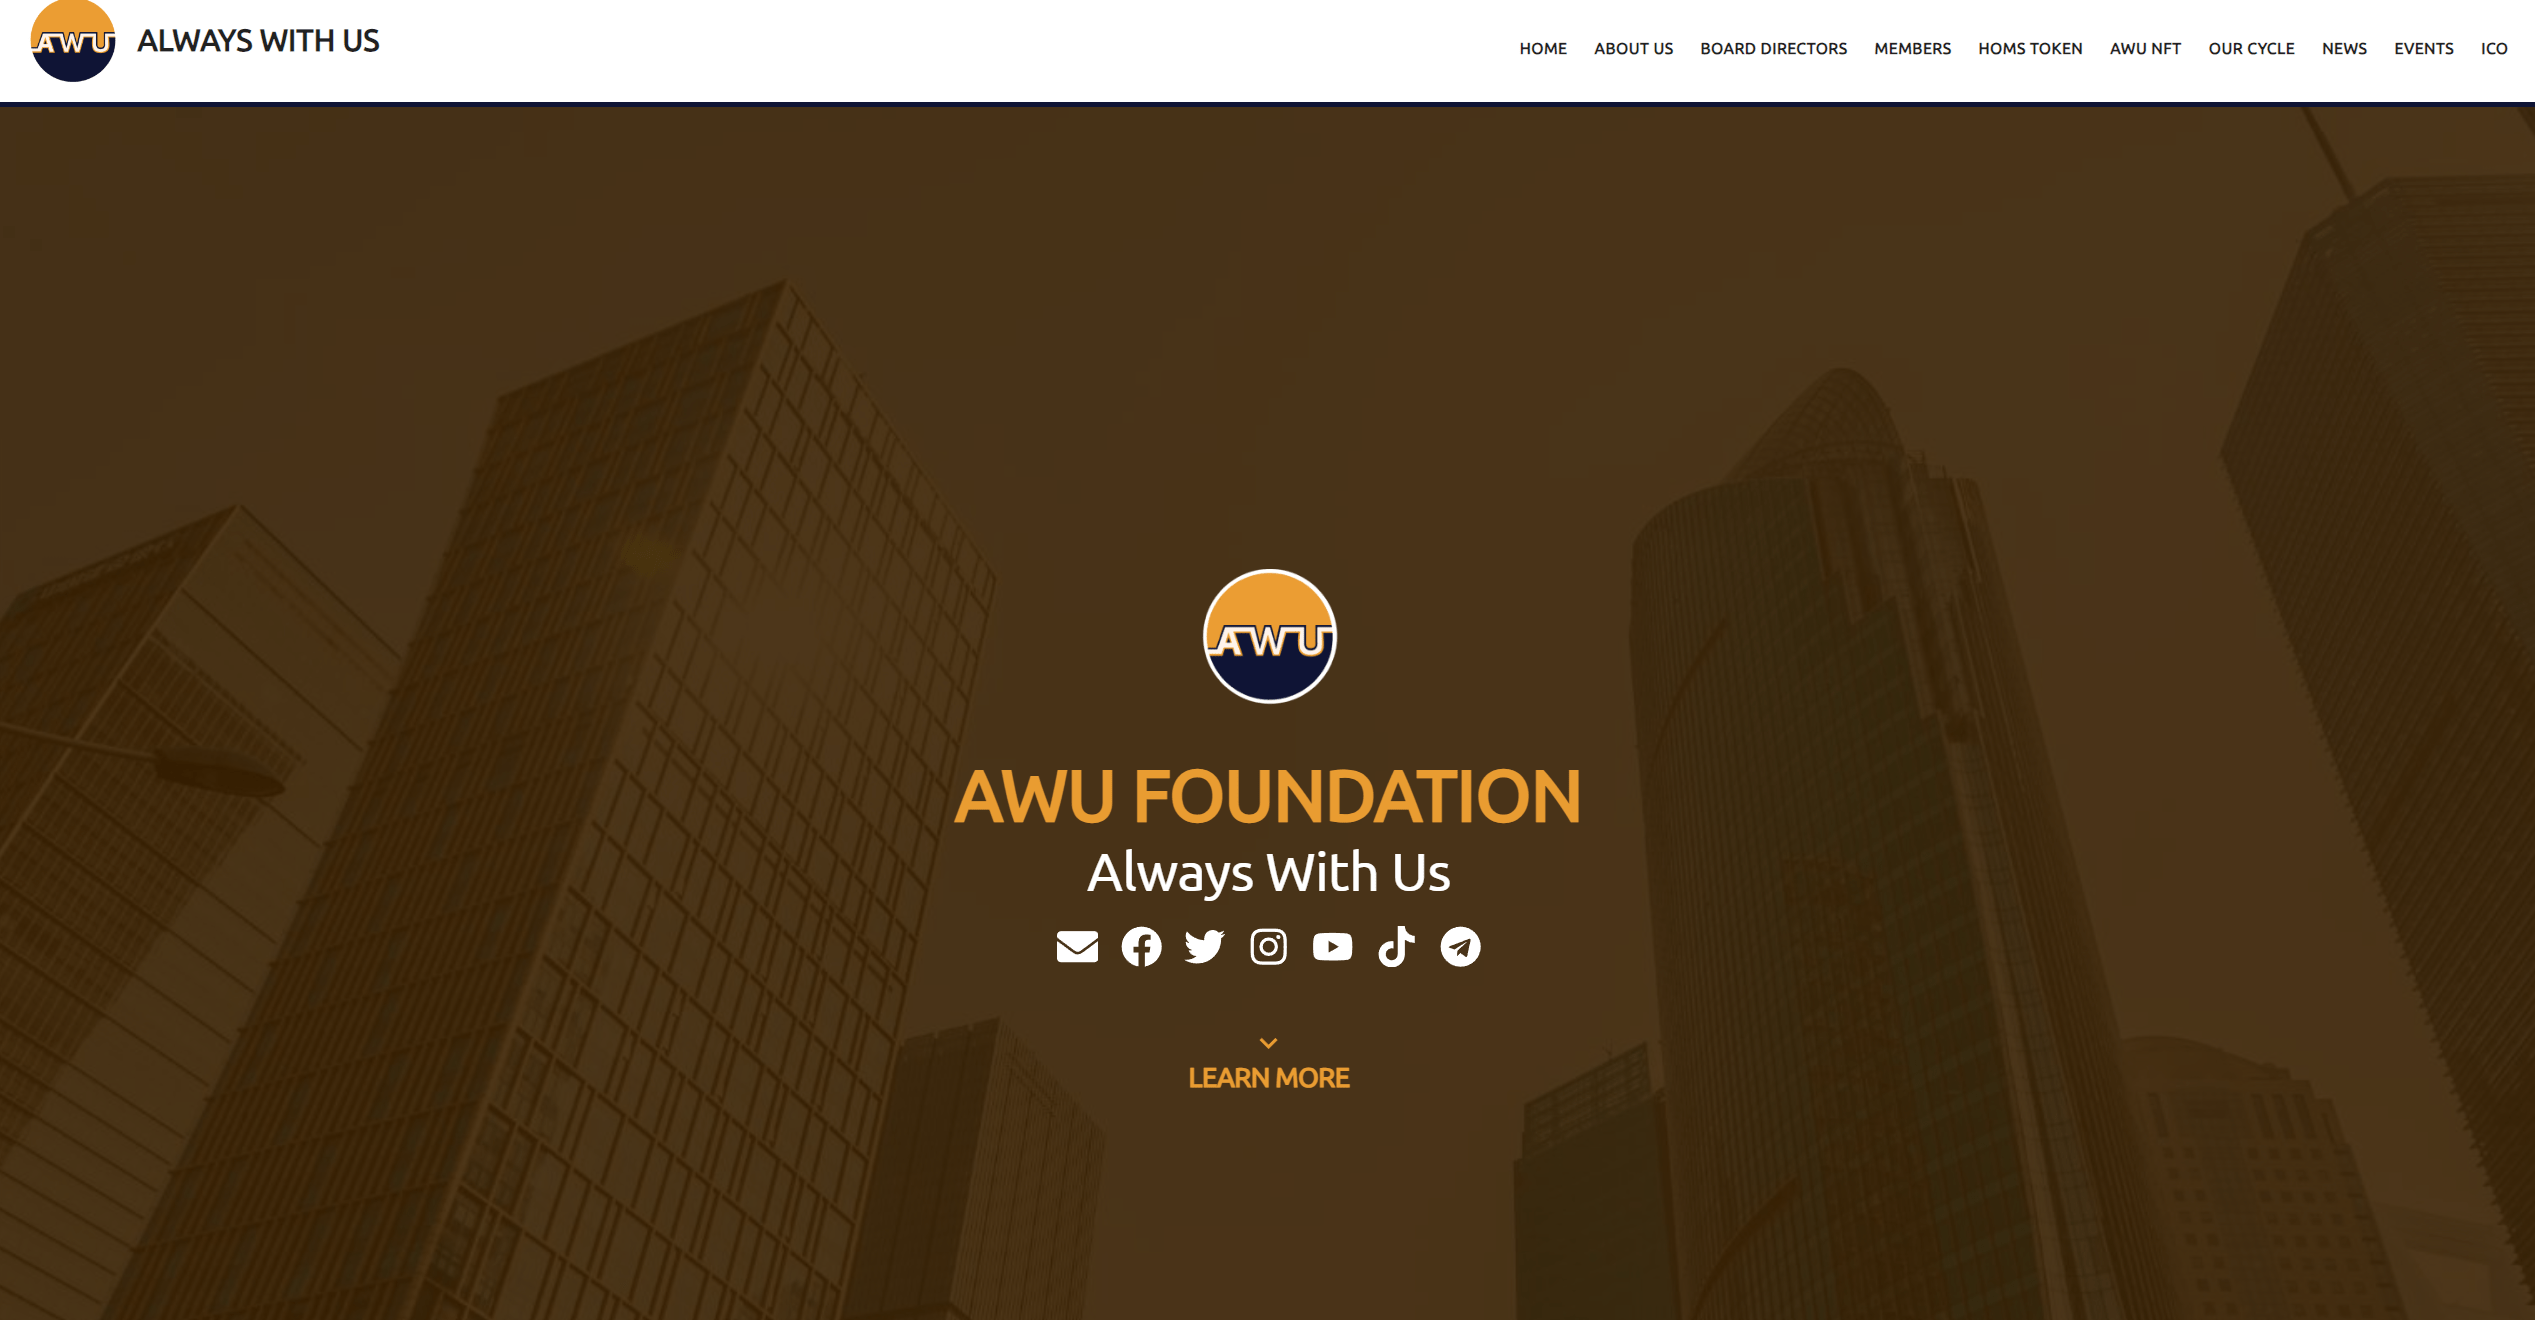 AWU
ALWAYS WITH US
HOME
ABOUT US
BOARD DIRECTORS
MEMBERS
HOMS TOKEN
AWU NFT
OUR CYCLE
NEWS
EVENTS
ICO
AWU
AWU FOUNDATION
Always With Us
LEARN MORE